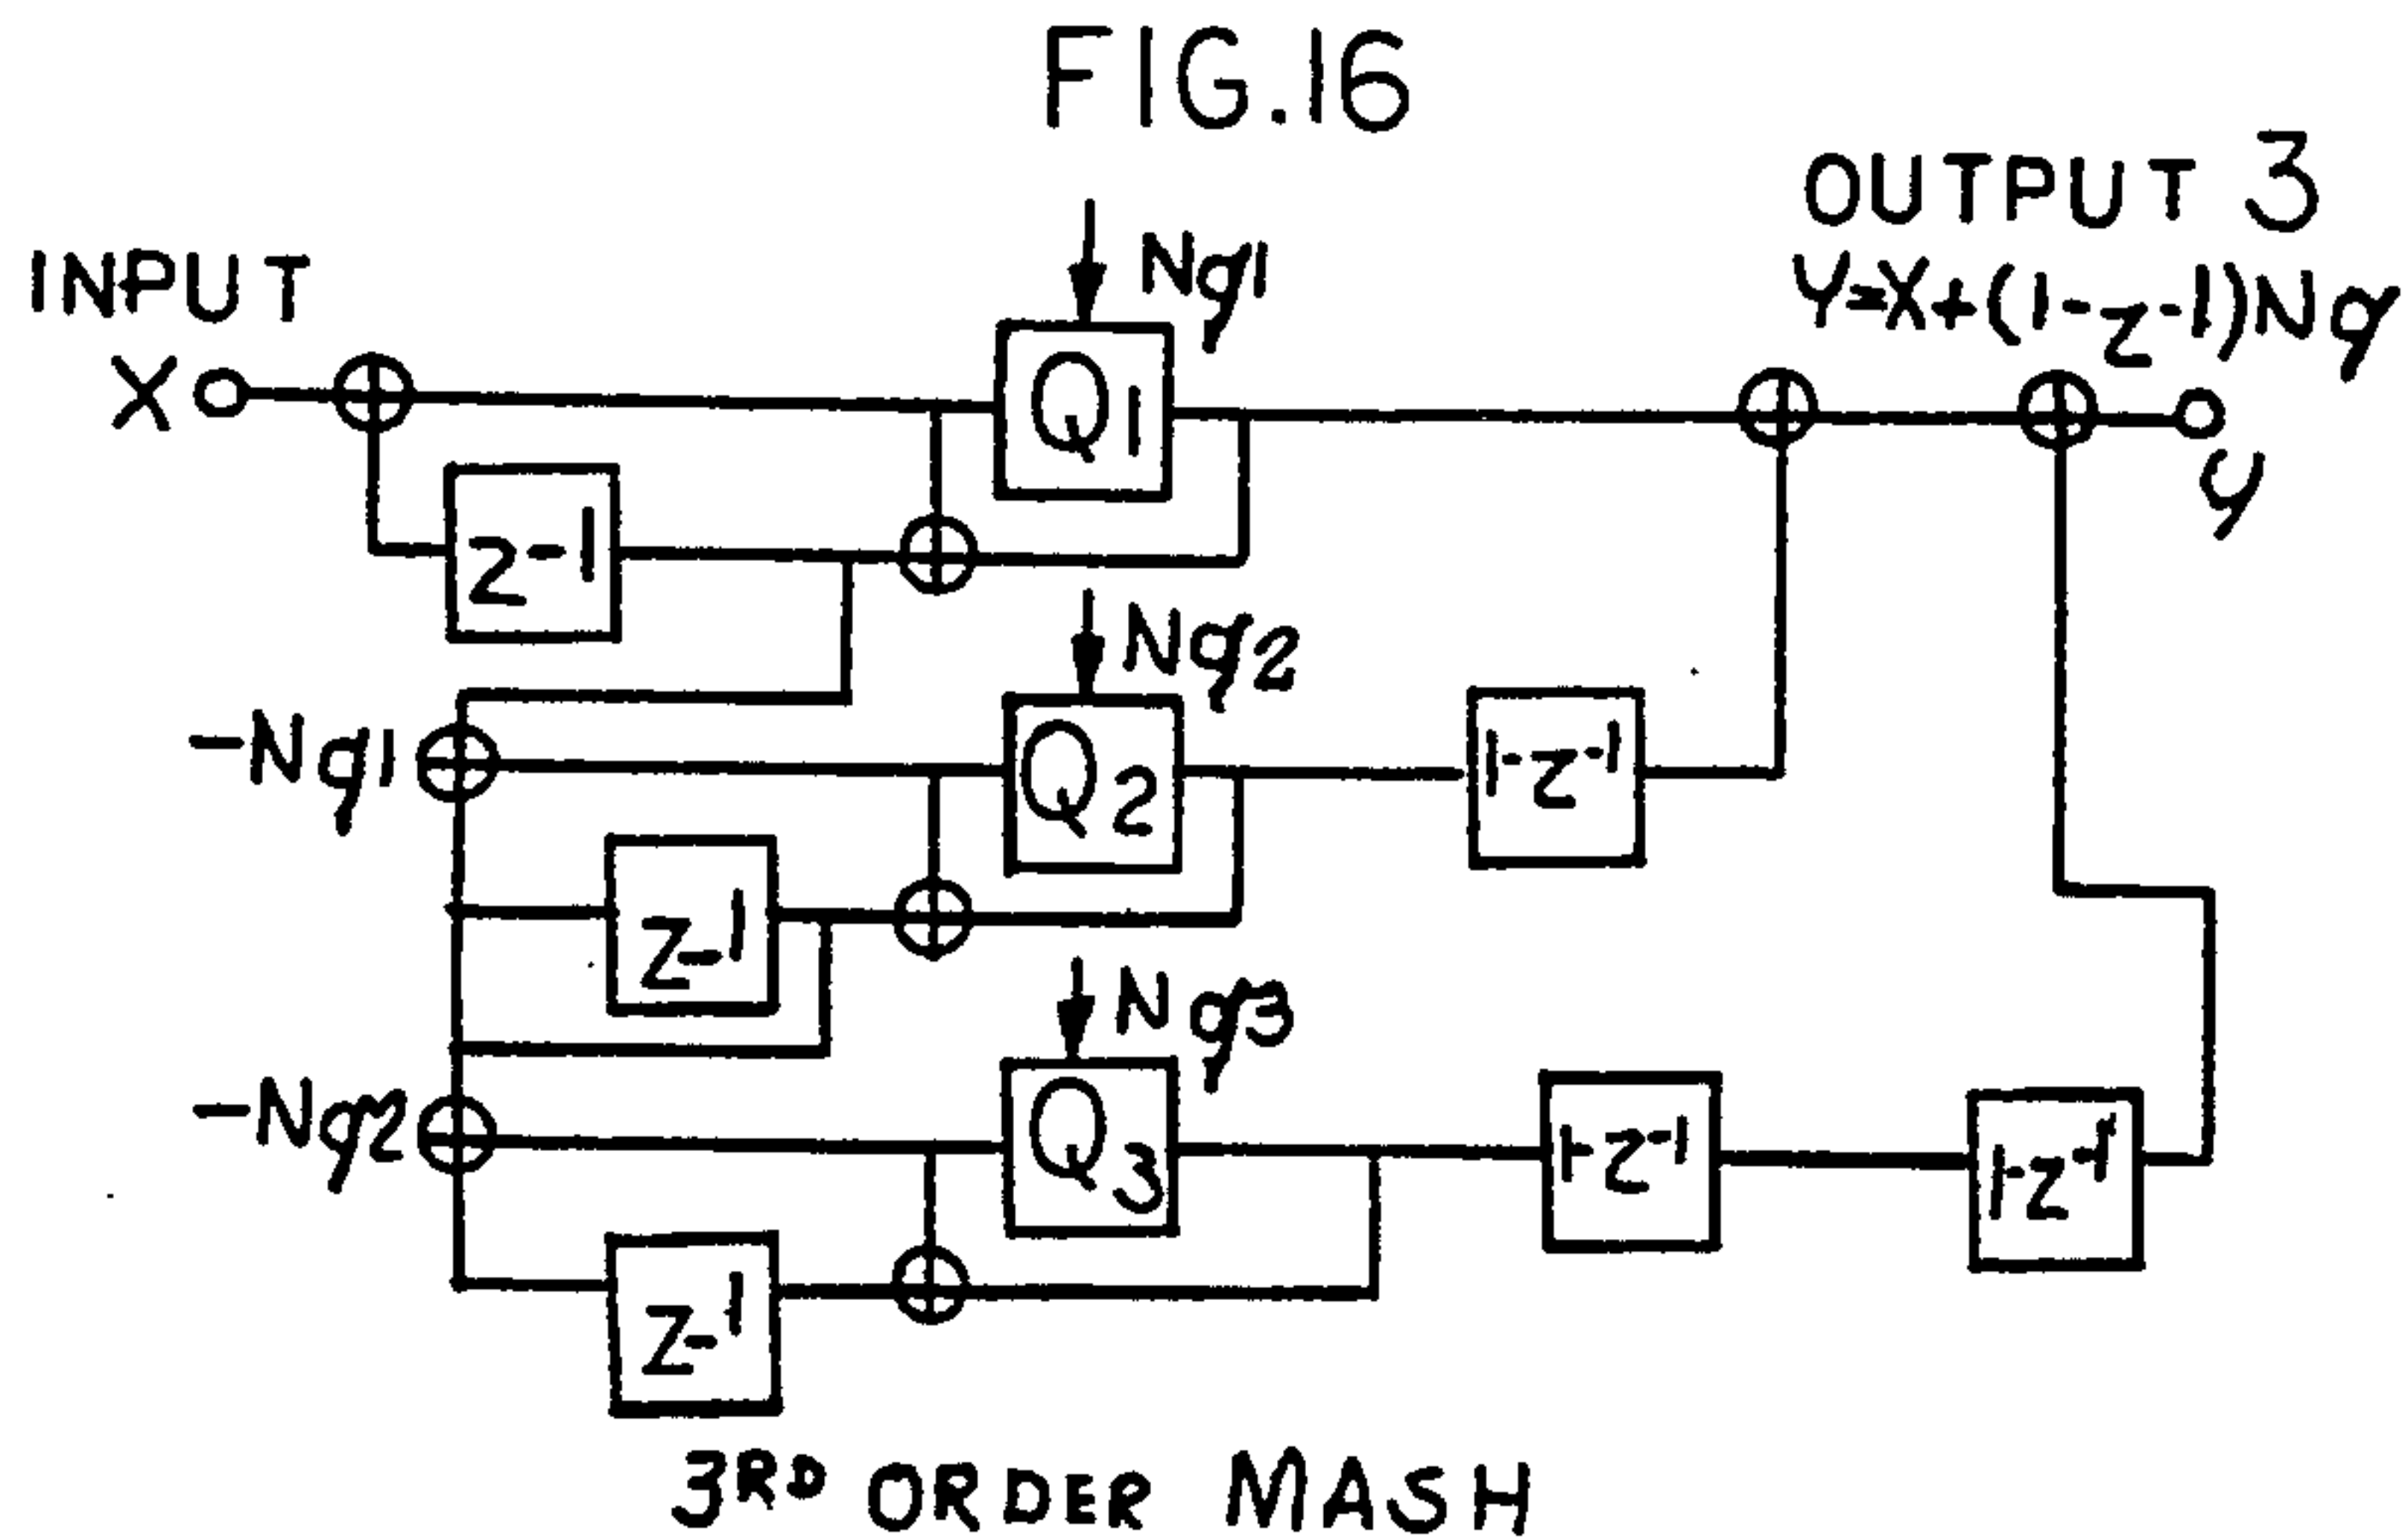 FIG.16
OUTPUT 3
Y=X+(1-z-1)Nq
INPUT
Nq1
X
Q1
y
z-1
Nq2
-Nq1
Q2
1-z-1
z-1
Nq3
-Nq2
Q3
1-z-1
1-z-1
z-1
3RD ORDER MASH